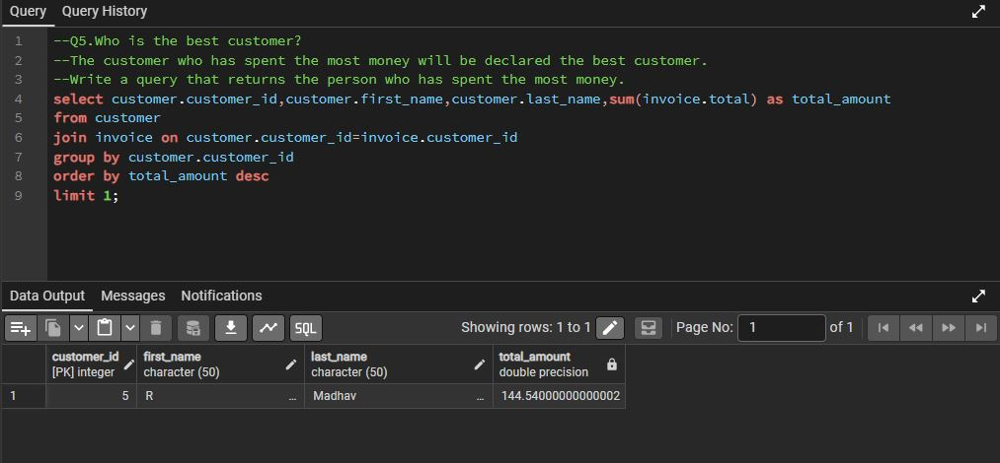 Query Query History
1 --Q5.Who is the best customer?
2 --The customer who has spent the most money will be declared the best customer.
3 --Write a query that returns the person who has spent the most money.
4 select customer.customer_id,customer.first_name,customer.last_name,sum(invoice.total) as total_amount
5 from customer
6 join invoice on customer.customer_id=invoice.customer_id
7 group by customer.customer_id
8 order by total_amount desc
9 limit 1;
Data Output Messages Notifications
SQL Showing rows: 1 to 1 Page No: 1 of 1
customer_id first_name last_name total_amount
[PK] integer character (50) character (50) double precision
1 5 R ... Madhav ... 144.54000000000002